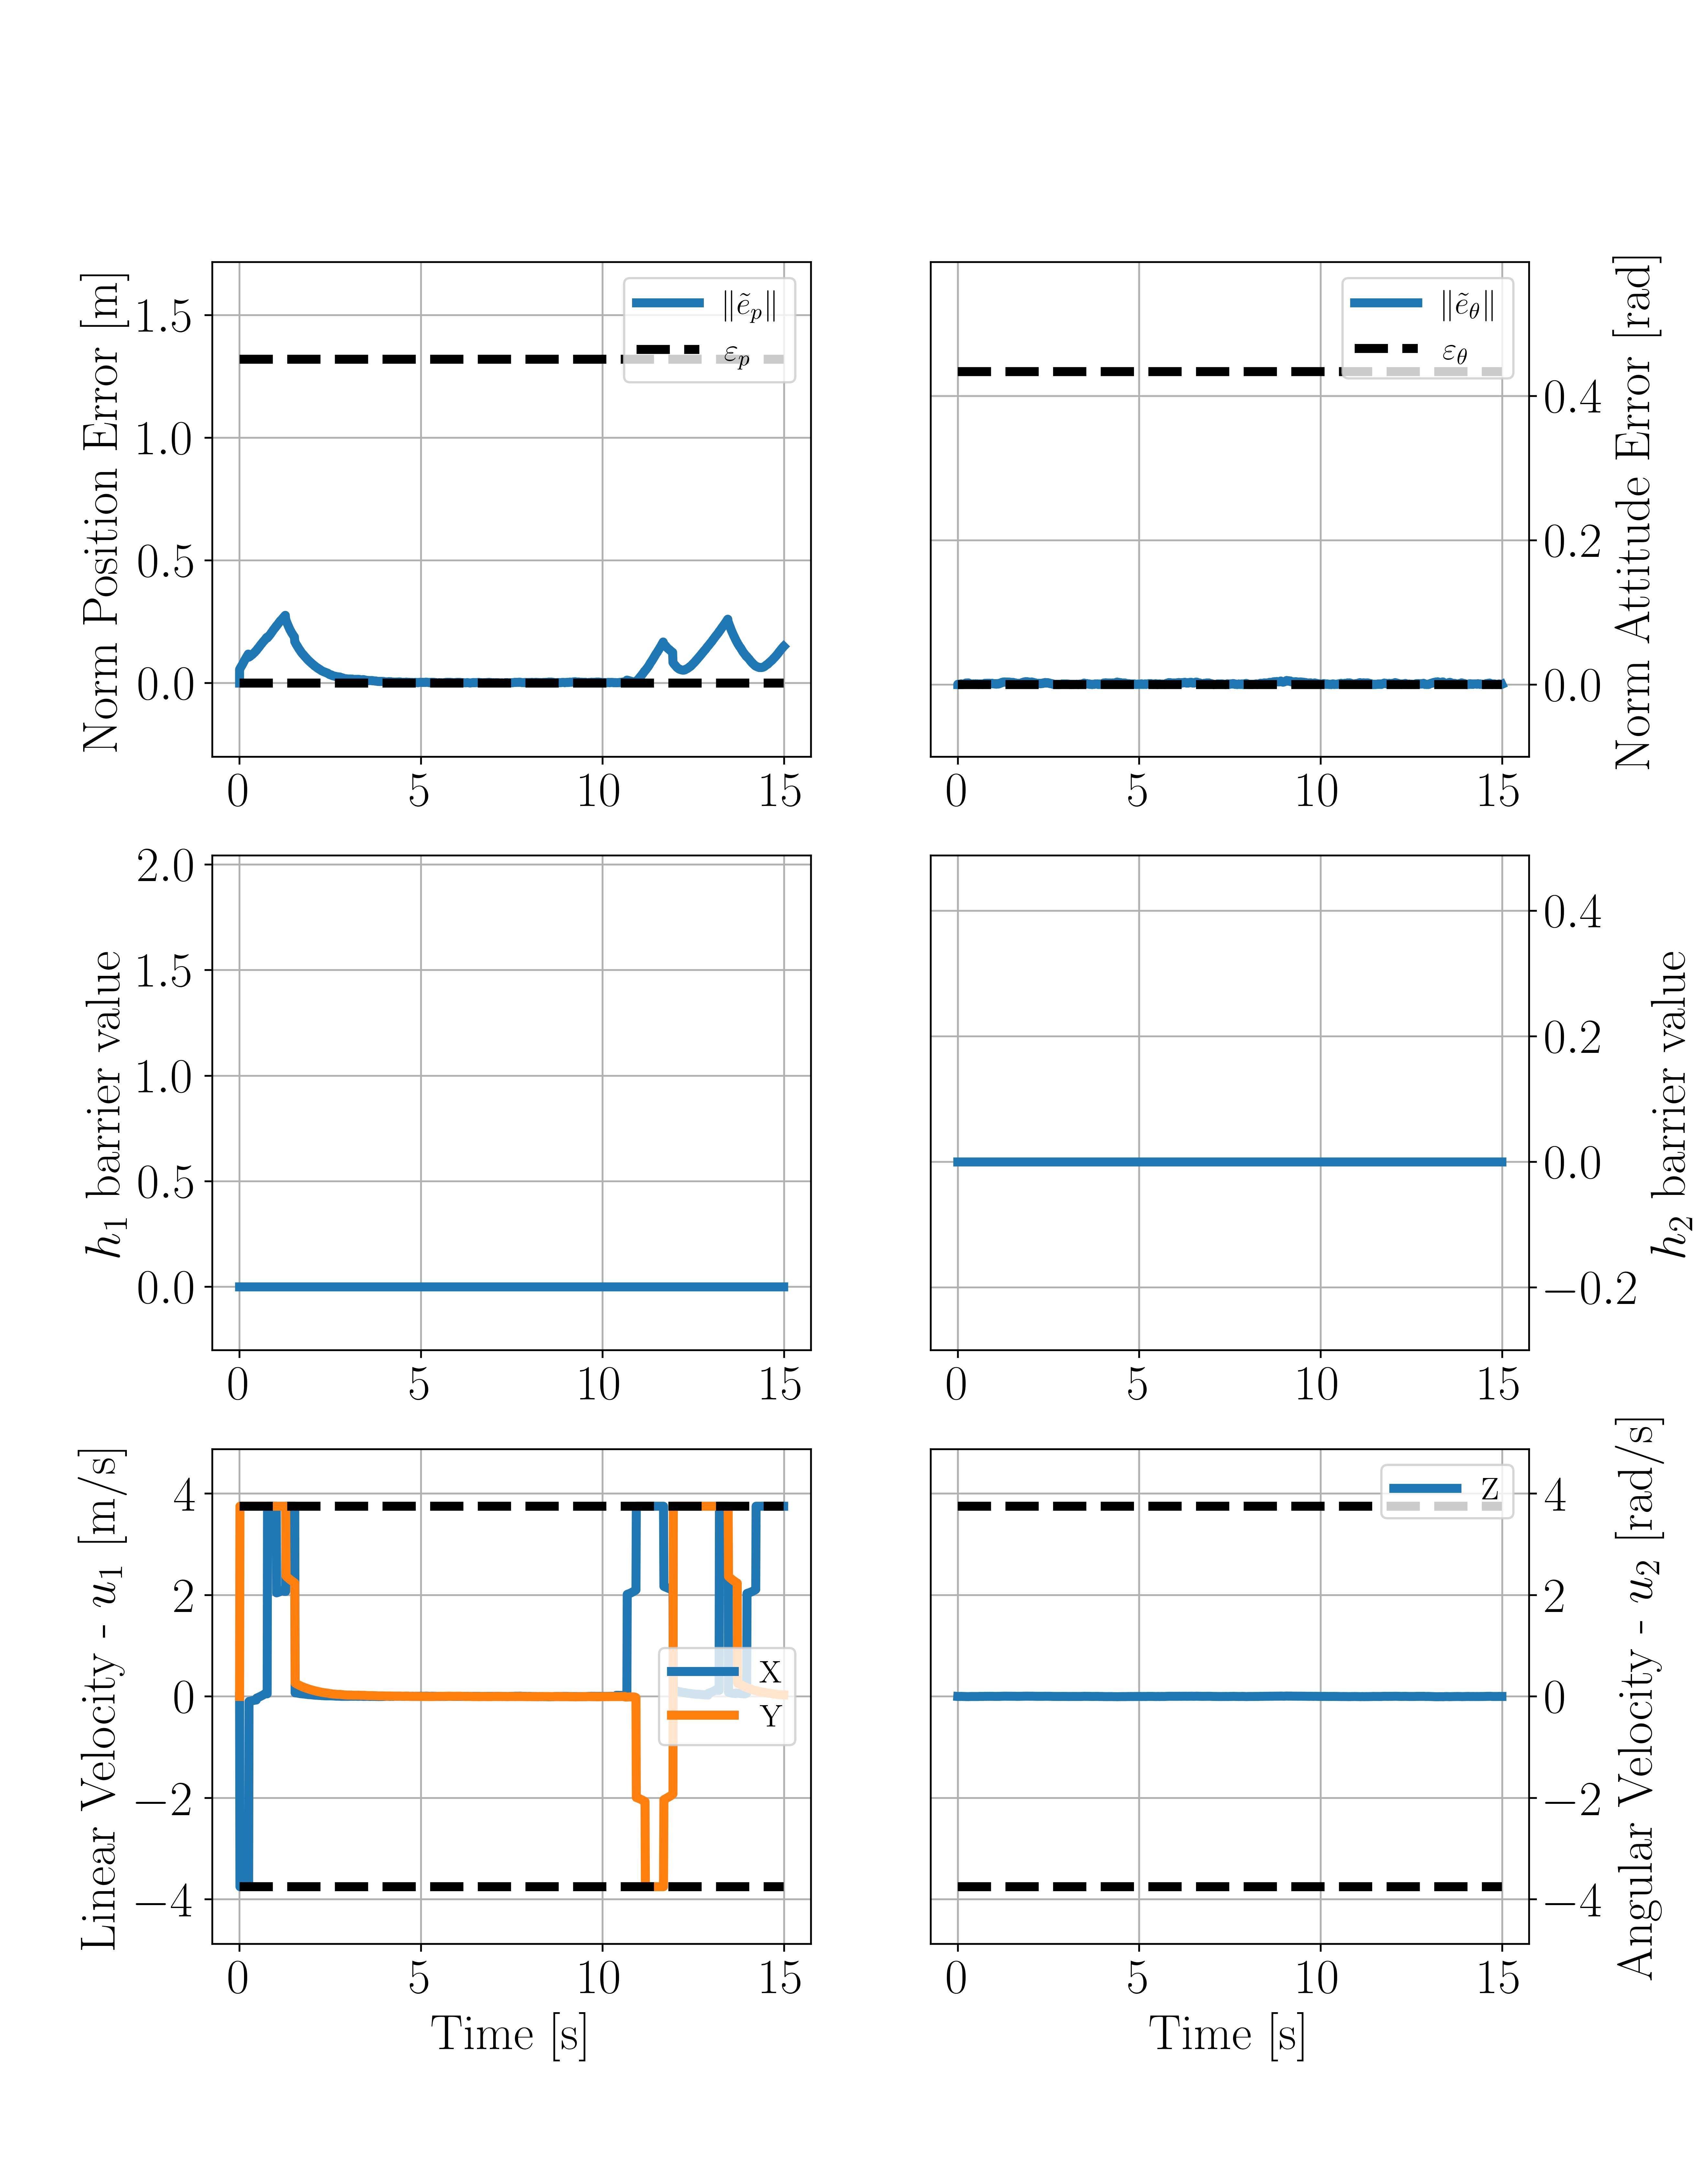 Norm Position Error [m]
1.5
1.0
0.5
0.0
‖ẽ_p‖
ε_p
0 5 10 15
Norm Attitude Error [rad]
0.4
0.2
0.0
‖ẽ_θ‖
ε_θ
0 5 10 15
h₁ barrier value
2.0
1.5
1.0
0.5
0.0
0 5 10 15
h₂ barrier value
0.4
0.2
0.0
−0.2
0 5 10 15
Linear Velocity - u₁ [m/s]
4
2
0
−2
−4
X
Y
0 5 10 15
Time [s]
Angular Velocity - u₂ [rad/s]
4
2
0
−2
−4
Z
0 5 10 15
Time [s]